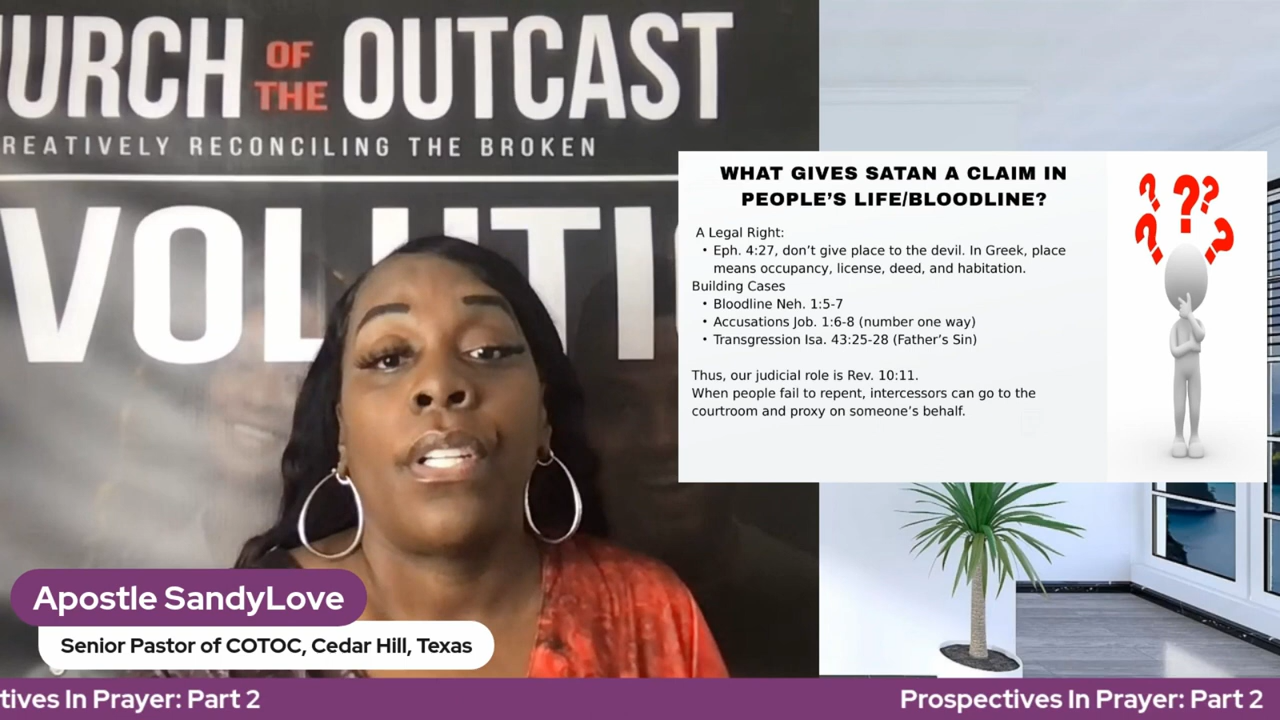 HURCH OF THE OUTCAST
REATIVELY RECONCILING THE BROKEN
VOLUTI
WHAT GIVES SATAN A CLAIM IN
PEOPLE'S LIFE/BLOODLINE?
A Legal Right:
• Eph. 4:27, don't give place to the devil. In Greek, place
means occupancy, license, deed, and habitation.
Building Cases
• Bloodline Neh. 1:5-7
• Accusations Job. 1:6-8 (number one way)
• Transgression Isa. 43:25-28 (Father's Sin)
Thus, our judicial role is Rev. 10:11.
When people fail to repent, intercessors can go to the
courtroom and proxy on someone's behalf.
Apostle SandyLove
Senior Pastor of COTOC, Cedar Hill, Texas
tives In Prayer: Part 2
Prospectives In Prayer: Part 2